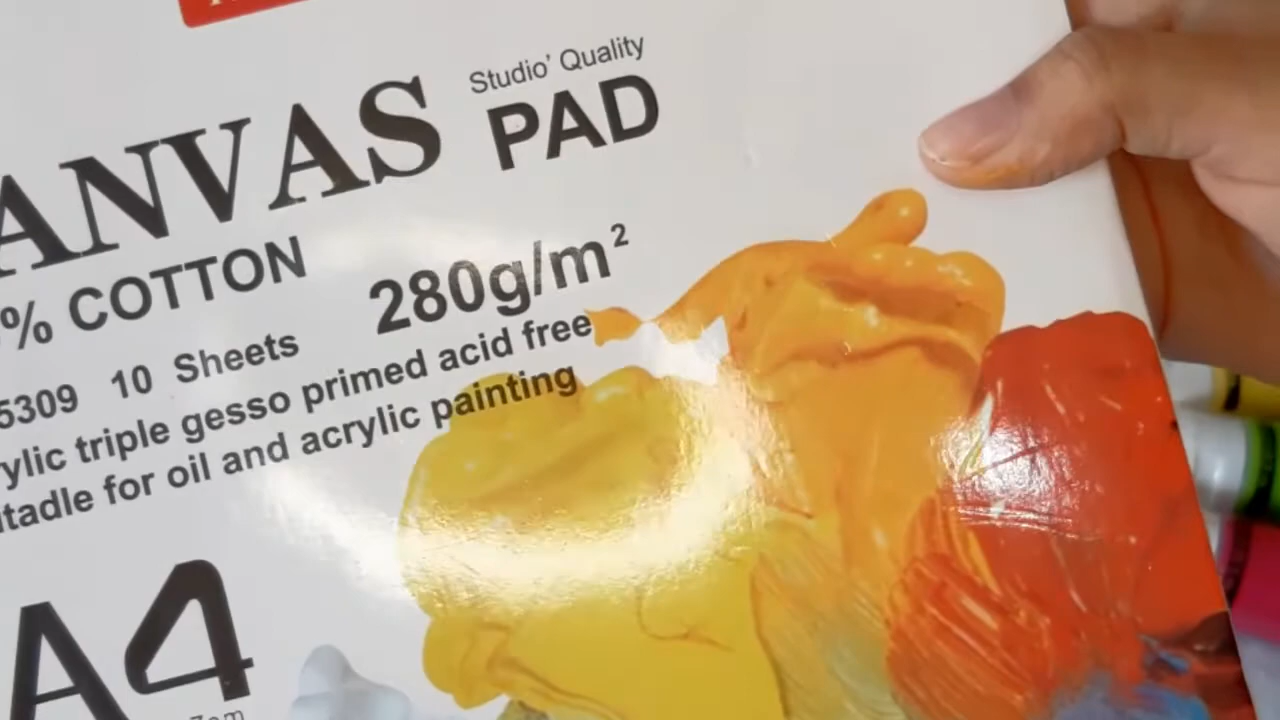 Studio' Quality
ANVAS PAD
% COTTON 280g/m²
5309 10 Sheets
ylic triple gesso primed acid free
tadle for oil and acrylic painting
A4